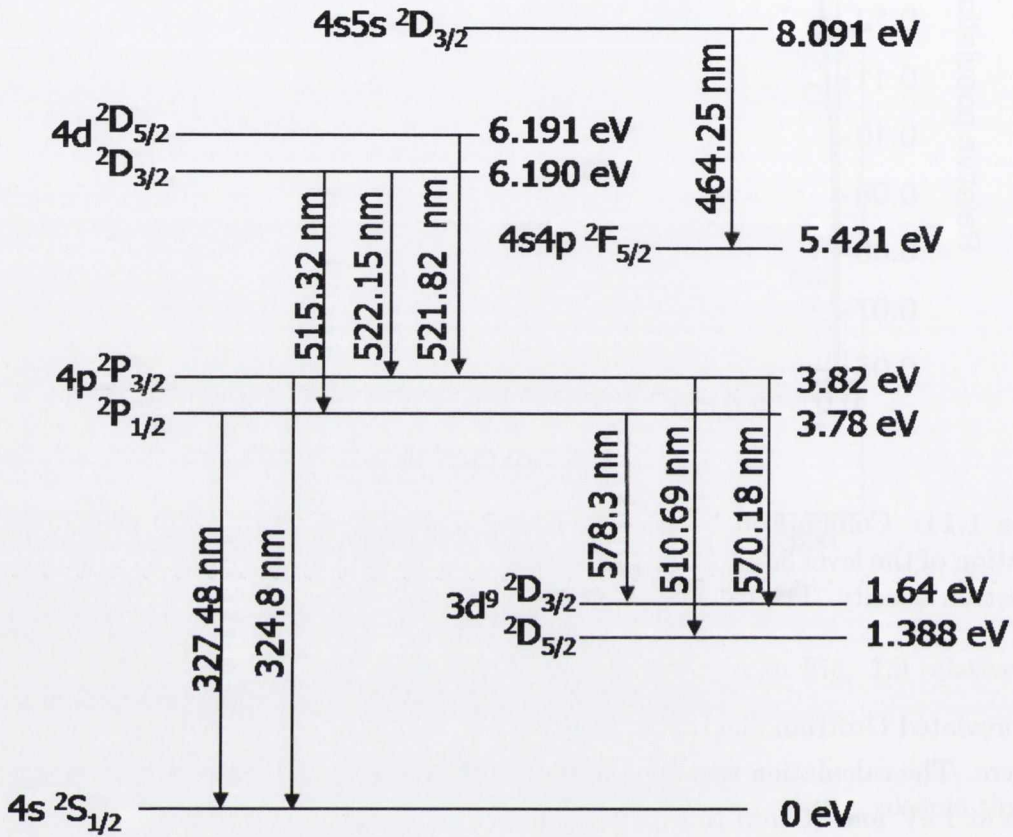 4s5s ²D₃/₂ 8.091 eV
464.25 nm
4d ²D₅/₂ 6.191 eV
²D₃/₂ 6.190 eV
4s4p ²F₅/₂ 5.421 eV
515.32 nm
522.15 nm
521.82 nm
4p²P₃/₂ 3.82 eV
²P₁/₂ 3.78 eV
578.3 nm
510.69 nm
570.18 nm
3d⁹ ²D₃/₂ 1.64 eV
²D₅/₂ 1.388 eV
327.48 nm
324.8 nm
4s ²S₁/₂ 0 eV